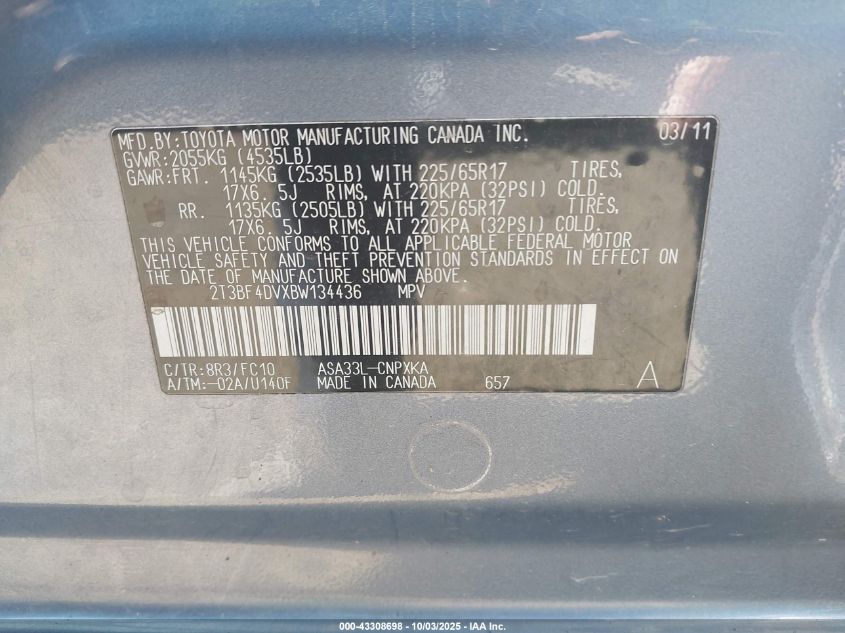 MFD.BY:TOYOTA MOTOR MANUFACTURING CANADA INC. 03/11
GVWR:2055KG (4535LB)
GAWR:FRT. 1145KG (2535LB) WITH 225/65R17 TIRES,
17X6.5J RIMS, AT 220KPA (32PSI) COLD.
RR. 1135KG (2505LB) WITH 225/65R17 TIRES,
17X6.5J RIMS, AT 220KPA (32PSI) COLD.
THIS VEHICLE CONFORMS TO ALL APPLICABLE FEDERAL MOTOR
VEHICLE SAFETY AND THEFT PREVENTION STANDARDS IN EFFECT ON
THE DATE OF MANUFACTURE SHOWN ABOVE.
2T3BF4DVXBW134436 MPV
C/TR:8R3/FC10 ASA33L-CNPXKA
A/TM:-02A/U140F MADE IN CANADA 657 A
000-43308698 - 10/03/2025 - IAA Inc.